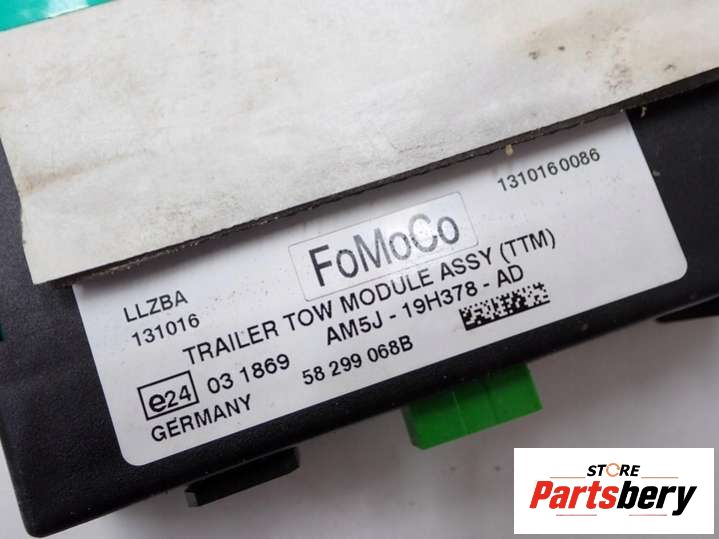 1310160086
FoMoCo
LLZBA
131016
TRAILER TOW MODULE ASSY (TTM)
AM5J - 19H378 - AD
e24 03 1869
58 299 068B
GERMANY
STORE
Partsbery